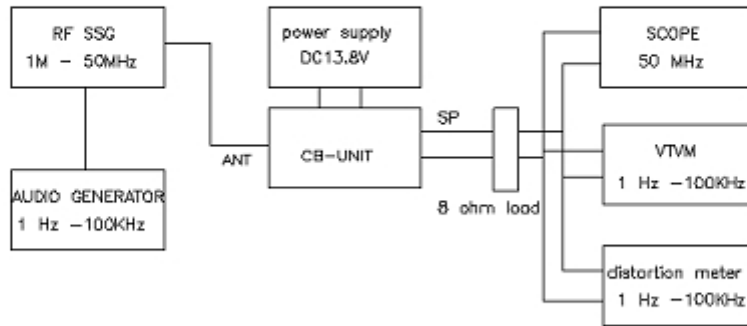 RF SSG
1M - 50MHz
power supply
DC13.8V
SCOPE
50 MHz
SP
ANT
CB-UNIT
VTVM
1 Hz -100KHz
AUDIO GENERATOR
1 Hz -100KHz
8 ohm load
distortion meter
1 Hz -100KHz